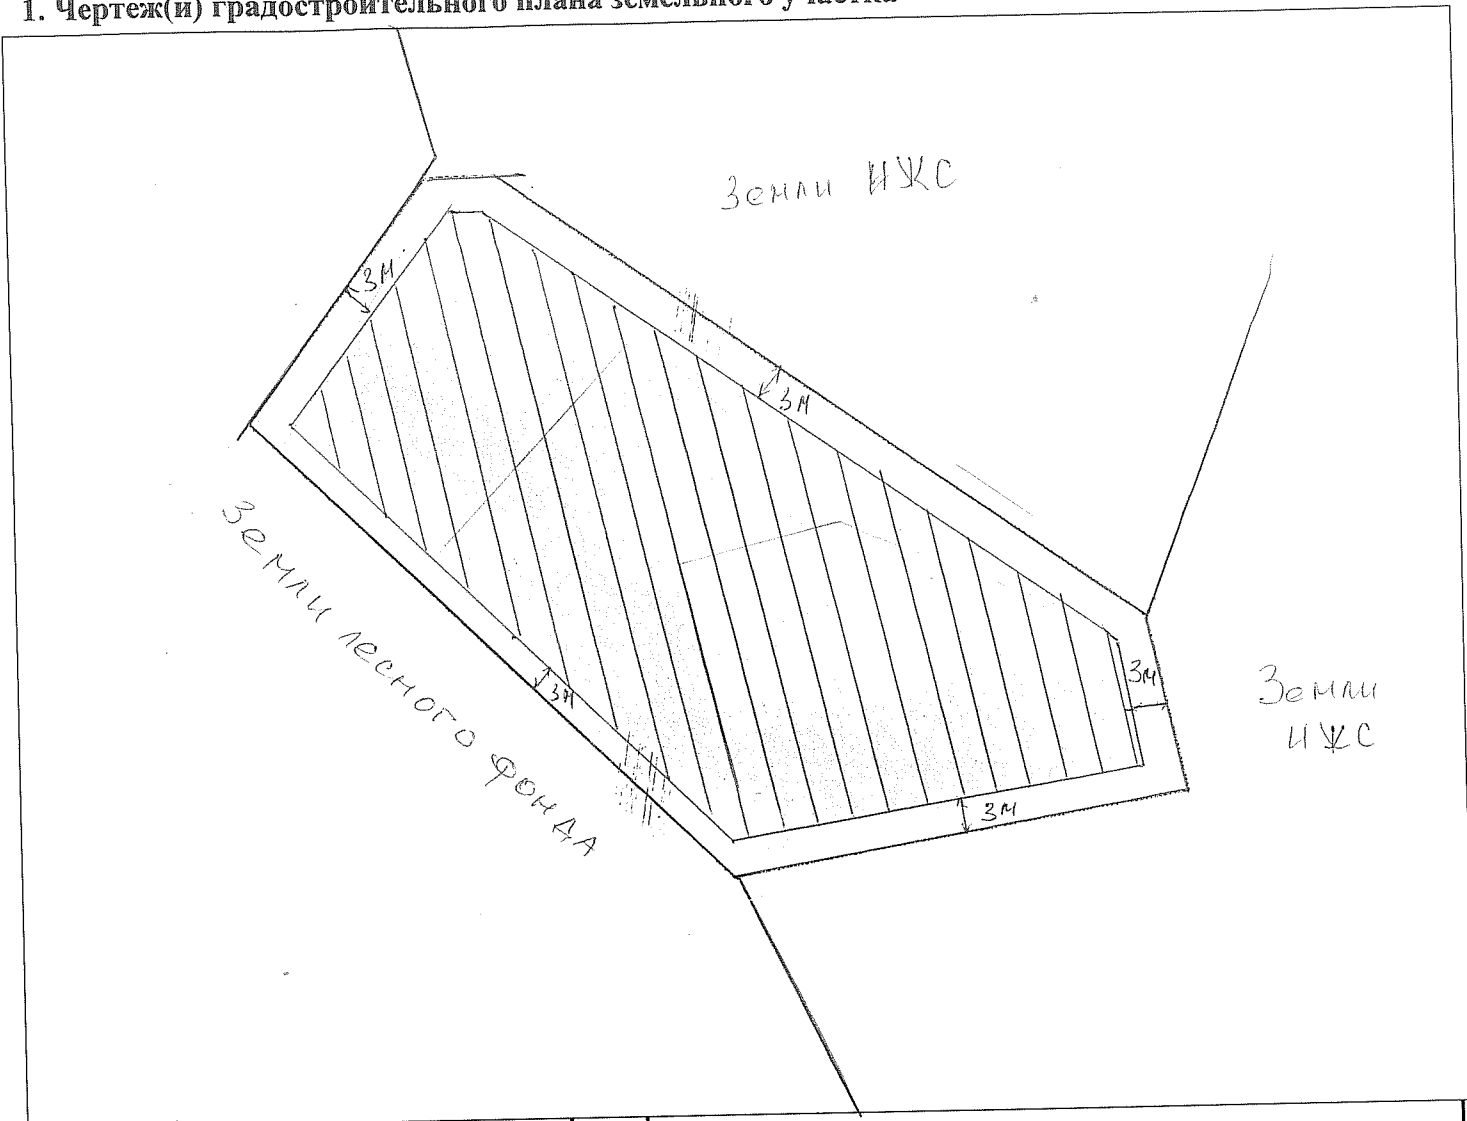 1. Чертеж(и) градостроительного плана земельного участка
Земли ИЖС
3м
3м
Земли лесного фонда
3м
3м
Земли
ИЖС
3м